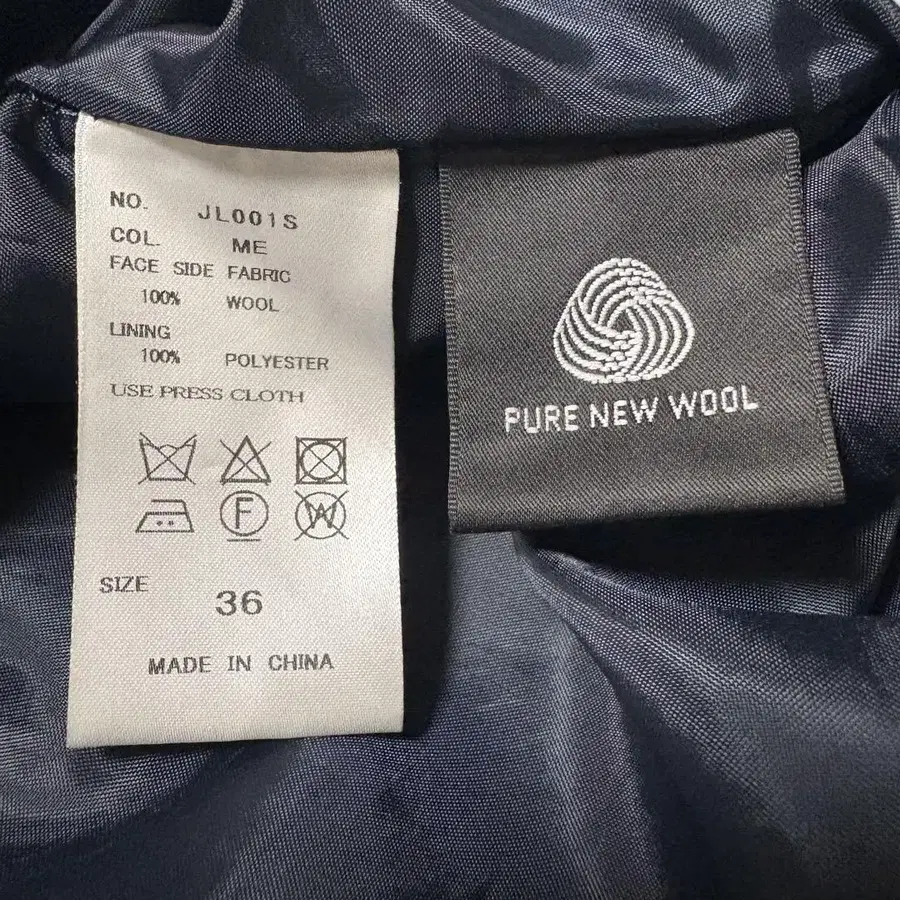 NO. JL001S
COL. ME
FACE SIDE FABRIC
100% WOOL
LINING
100% POLYESTER
USE PRESS CLOTH
F
W
SIZE
36
MADE IN CHINA
PURE NEW WOOL